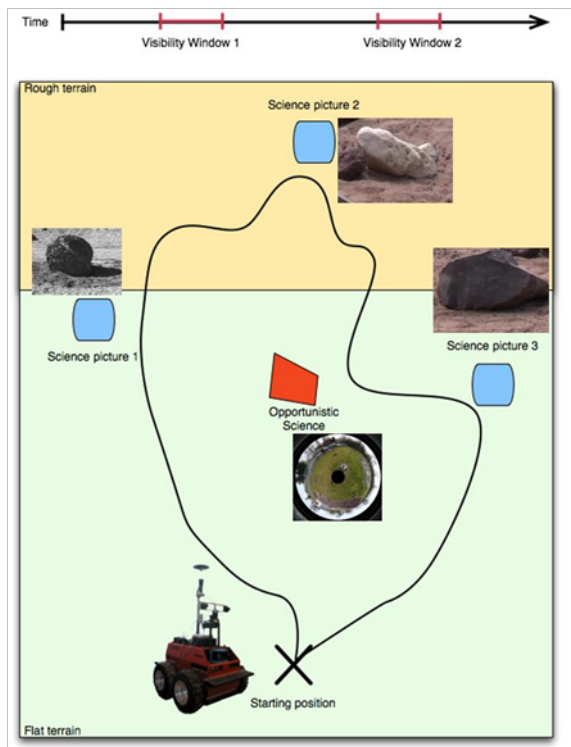 Time
Visibility Window 1
Visibility Window 2
Rough terrain
Science picture 2
Science picture 1
Science picture 3
Opportunistic
Science
Starting position
Flat terrain